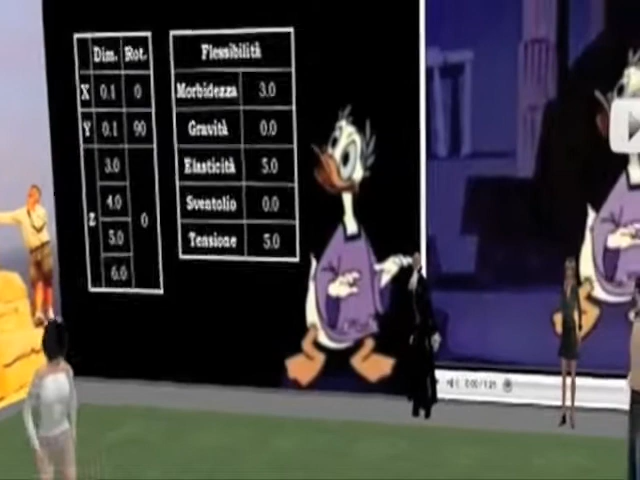 Dim. Rot.
X 0.1 0
Y 0.1 90
Z 3.0 0
4.0
5.0
6.0
Flessibilità
Morbidezza 3.0
Gravità 0.0
Elasticità 5.0
Sventolio 0.0
Tensione 5.0